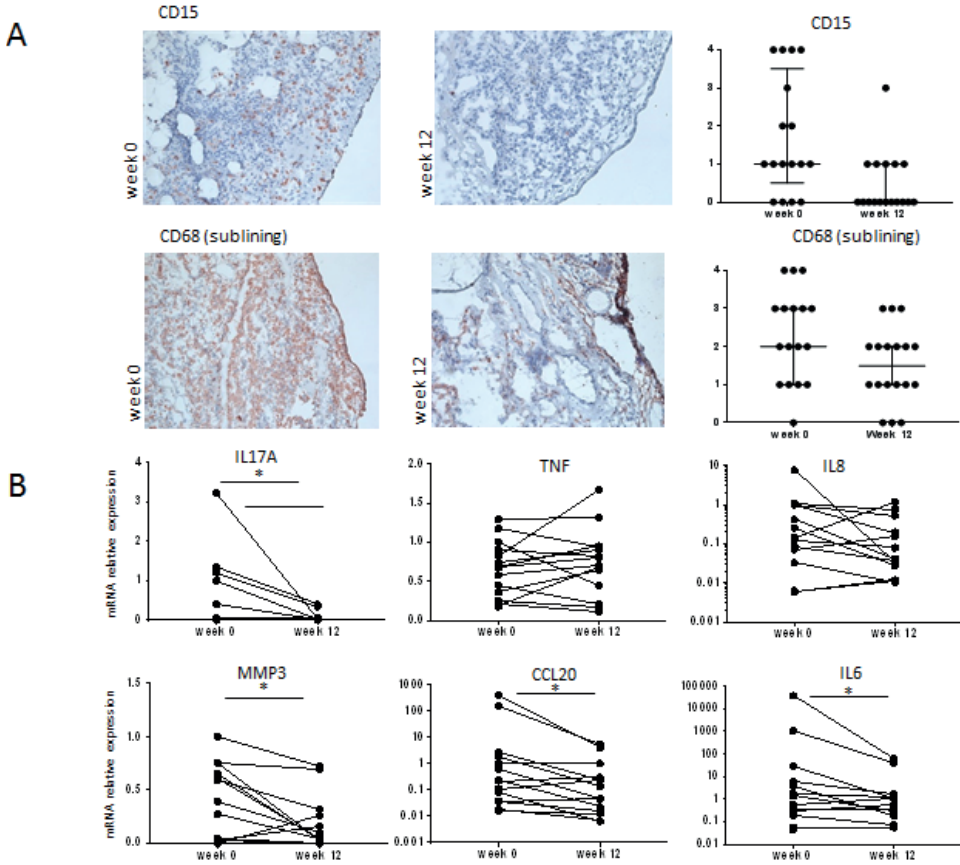 A
CD15
week 0
week 12
CD15
4
3
2
1
0
week 0
week 12
CD68 (sublining)
week 0
week 12
CD68 (sublining)
4
3
2
1
0
week 0
Week 12
B
IL17A
*
mRNA relative expression
4
3
2
1
0
week 0
week 12
TNF
2.0
1.5
1.0
0.5
0.0
week 0
week 12
IL8
10
1
0.1
0.01
0.001
week 0
week 12
MMP3
*
mRNA relative expression
1.5
1.0
0.5
0.0
week 0
week 12
CCL20
*
1000
100
10
1
0.1
0.01
0.001
week 0
week 12
IL6
*
100000
10000
1000
100
10
1
0.1
0.01
week 0
week 12